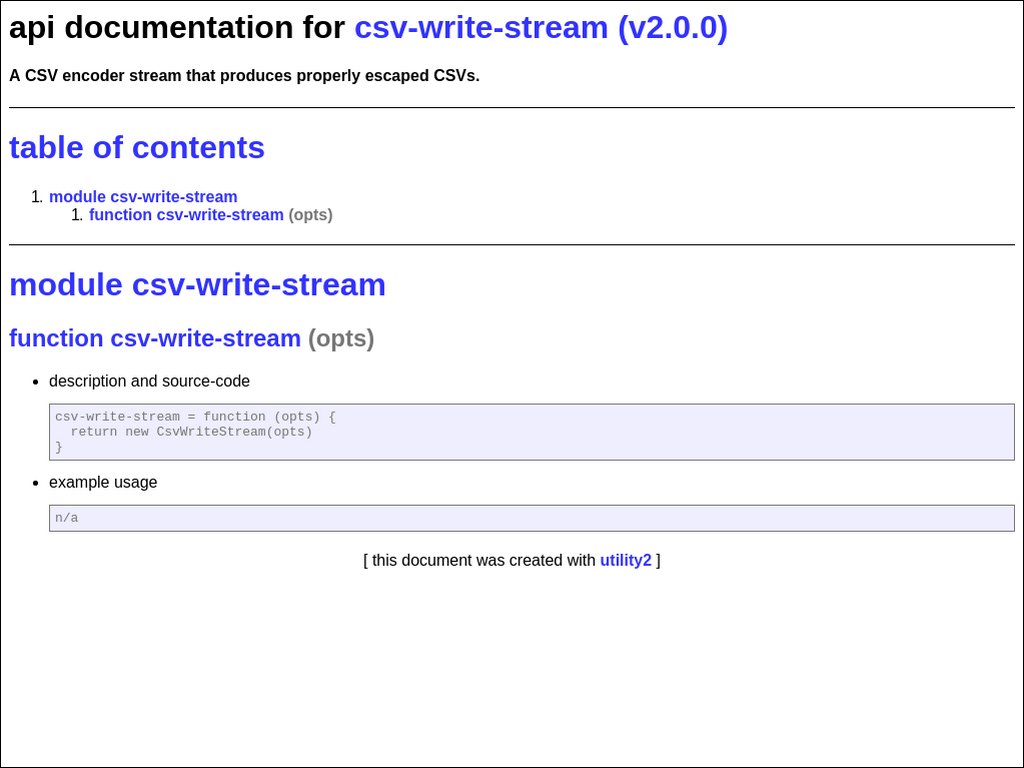 api documentation for csv-write-stream (v2.0.0)
A CSV encoder stream that produces properly escaped CSVs.
table of contents
1. module csv-write-stream
1. function csv-write-stream (opts)
module csv-write-stream
function csv-write-stream (opts)
• description and source-code
csv-write-stream = function (opts) {
  return new CsvWriteStream(opts)
}
• example usage
n/a
[ this document was created with utility2 ]